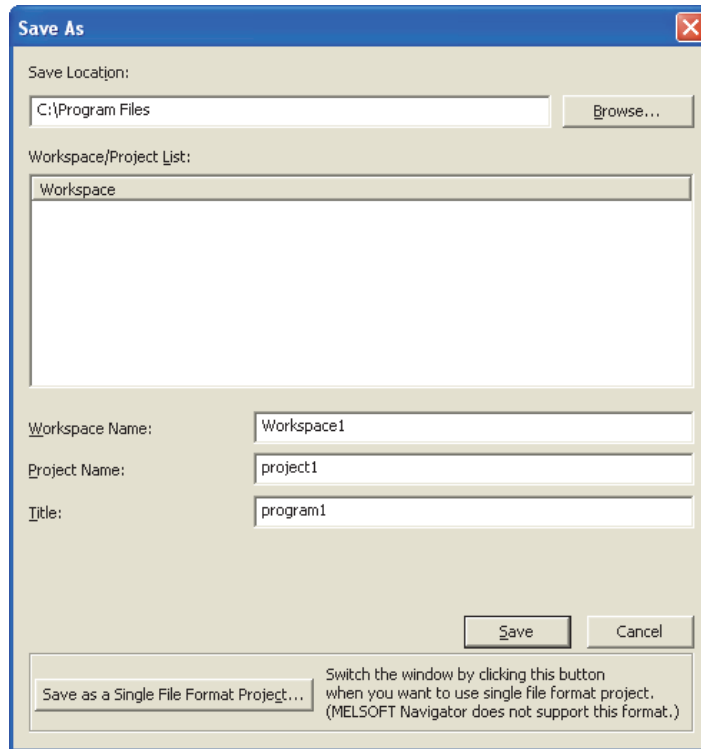 Save As
Save Location:
C:\Program Files
Browse...
Workspace/Project List:
Workspace
Workspace Name:
Workspace1
Project Name:
project1
Title:
program1
Save
Cancel
Save as a Single File Format Project...
Switch the window by clicking this button
when you want to use single file format project.
(MELSOFT Navigator does not support this format.)